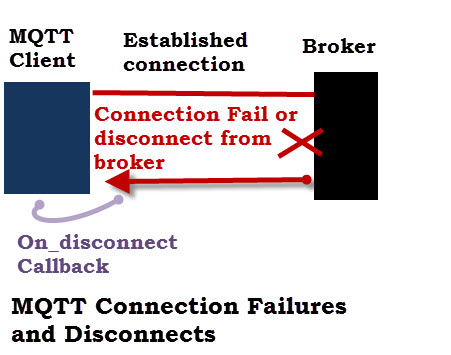 MQTT
Client
Established
connection
Broker
Connection Fail or
disconnect from
broker
On_disconnect
Callback
MQTT Connection Failures
and Disconnects